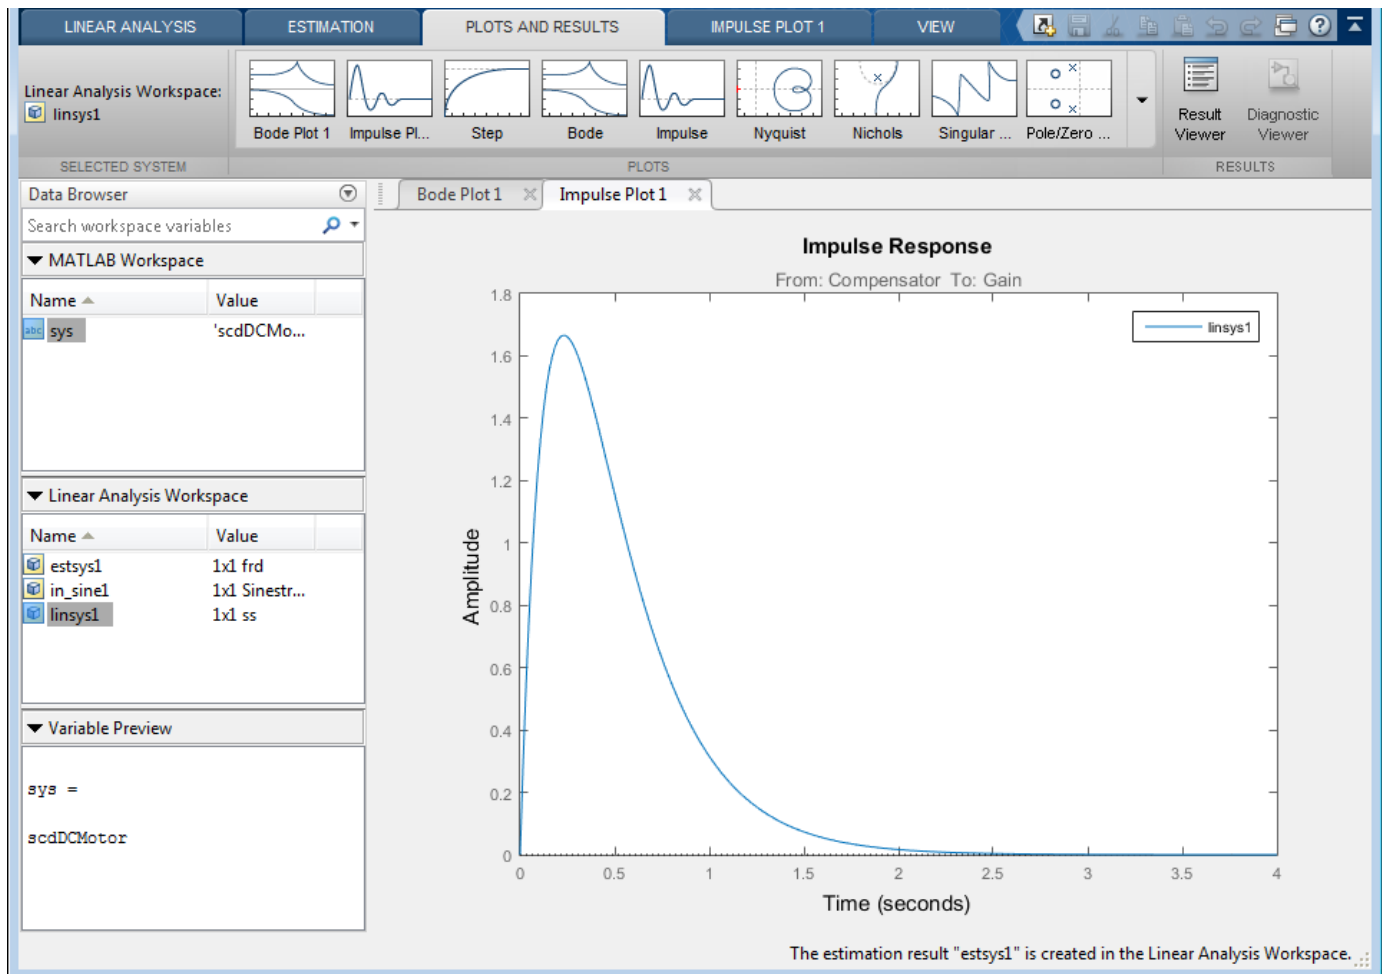 LINEAR ANALYSIS ESTIMATION PLOTS AND RESULTS IMPULSE PLOT 1 VIEW
Linear Analysis Workspace:
linsys1
Bode Plot 1 Impulse Pl... Step Bode Impulse Nyquist Nichols Singular ... Pole/Zero ...
Result Viewer
Diagnostic Viewer
SELECTED SYSTEM PLOTS RESULTS
Data Browser
Search workspace variables
MATLAB Workspace
Name Value
abc sys 'scdDCMo...
Linear Analysis Workspace
Name Value
estsys1 1x1 frd
in_sine1 1x1 Sinestr...
linsys1 1x1 ss
Variable Preview
sys =
scdDCMotor
Bode Plot 1 Impulse Plot 1
Impulse Response
From: Compensator To: Gain
linsys1
Amplitude
1.8
1.6
1.4
1.2
1
0.8
0.6
0.4
0.2
0
0 0.5 1 1.5 2 2.5 3 3.5 4
Time (seconds)
The estimation result "estsys1" is created in the Linear Analysis Workspace.